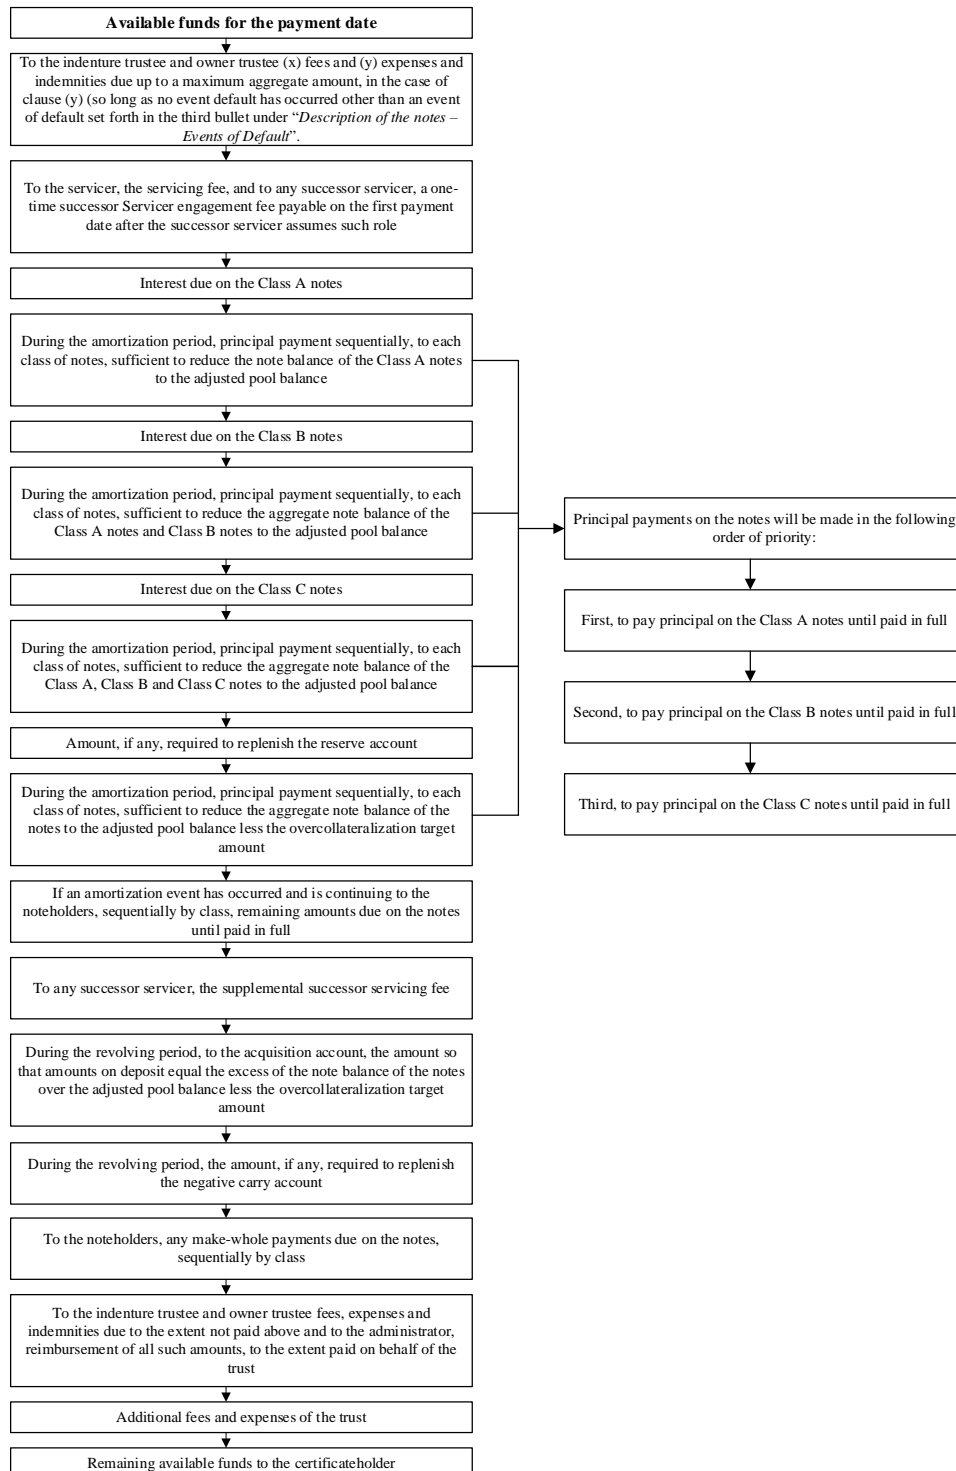 Available funds for the payment date
To the indenture trustee and owner trustee (x) fees and (y) expenses and
indemnities due up to a maximum aggregate amount, in the case of
clause (y) (so long as no event default has occurred other than an event
of default set forth in the third bullet under “Description of the notes –
Events of Default”.
To the servicer, the servicing fee, and to any successor servicer, a one-
time successor Servicer engagement fee payable on the first payment
date after the successor servicer assumes such role
Interest due on the Class A notes
During the amortization period, principal payment sequentially, to each
class of notes, sufficient to reduce the note balance of the Class A notes
to the adjusted pool balance
Interest due on the Class B notes
During the amortization period, principal payment sequentially, to each
class of notes, sufficient to reduce the aggregate note balance of the
Class A notes and Class B notes to the adjusted pool balance
Interest due on the Class C notes
During the amortization period, principal payment sequentially, to each
class of notes, sufficient to reduce the aggregate note balance of the
Class A, Class B and Class C notes to the adjusted pool balance
Amount, if any, required to replenish the reserve account
During the amortization period, principal payment sequentially, to each
class of notes, sufficient to reduce the aggregate note balance of the
notes to the adjusted pool balance less the overcollateralization target
amount
If an amortization event has occurred and is continuing to the
noteholders, sequentially by class, remaining amounts due on the notes
until paid in full
To any successor servicer, the supplemental successor servicing fee
During the revolving period, to the acquisition account, the amount so
that amounts on deposit equal the excess of the note balance of the notes
over the adjusted pool balance less the overcollateralization target
amount
During the revolving period, the amount, if any, required to replenish
the negative carry account
To the noteholders, any make-whole payments due on the notes,
sequentially by class
To the indenture trustee and owner trustee fees, expenses and
indemnities due to the extent not paid above and to the administrator,
reimbursement of all such amounts, to the extent paid on behalf of the
trust
Additional fees and expenses of the trust
Remaining available funds to the certificateholder
Principal payments on the notes will be made in the following
order of priority:
First, to pay principal on the Class A notes until paid in full
Second, to pay principal on the Class B notes until paid in full
Third, to pay principal on the Class C notes until paid in full